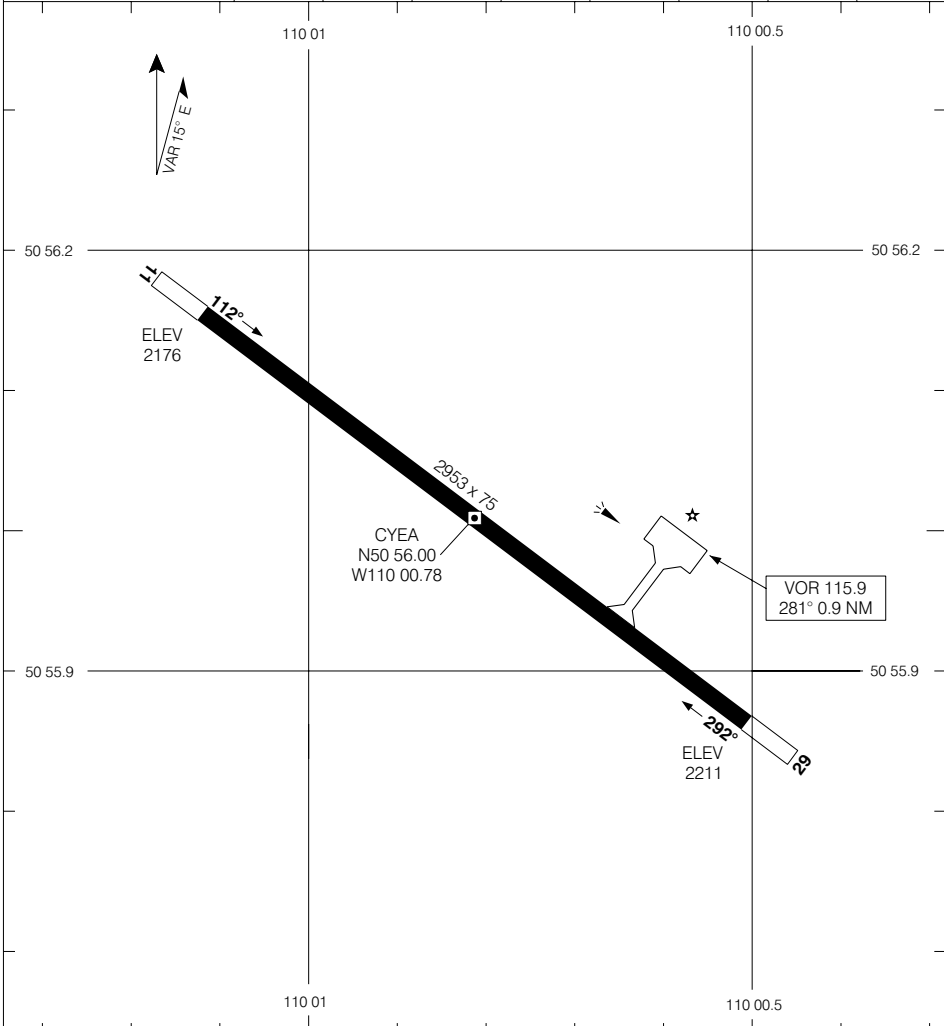 110 01
110 00.5
VAR 15° E
50 56.2
50 56.2
11
112°
ELEV
2176
2953 x 75
CYEA
N50 56.00
W110 00.78
VOR 115.9
281° 0.9 NM
50 55.9
50 55.9
292°
ELEV
2211
29
110 01
110 00.5